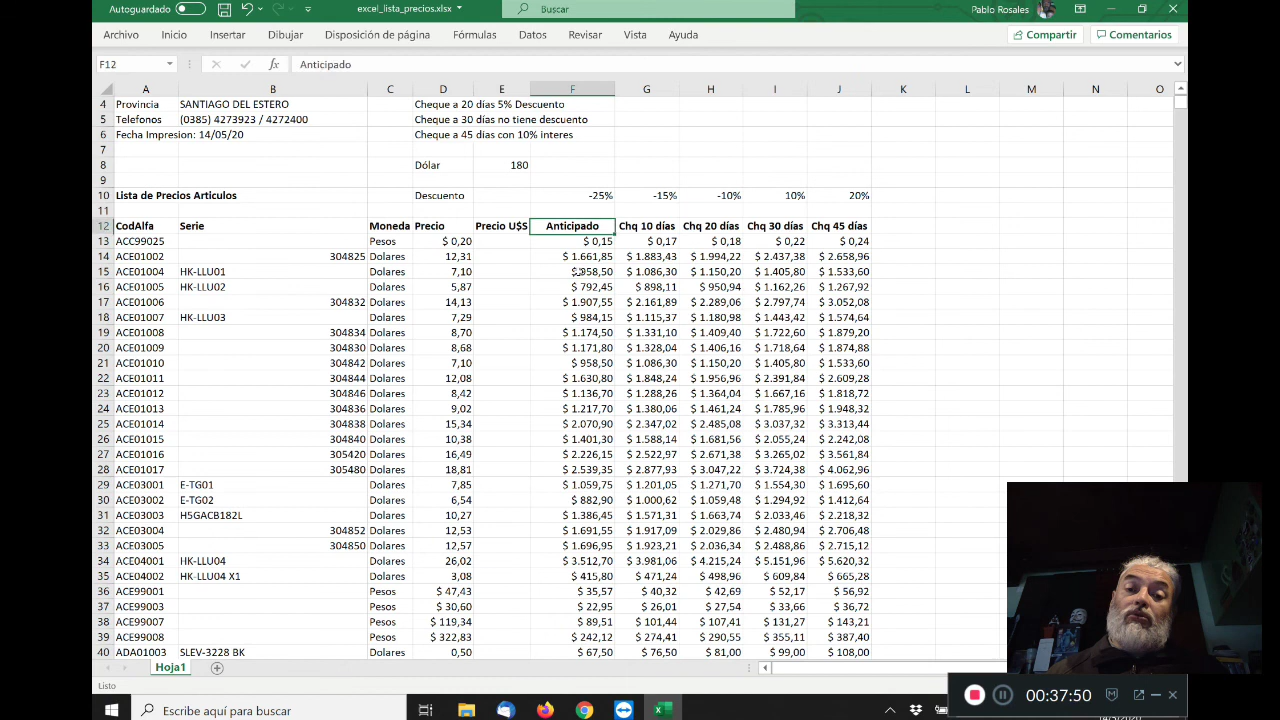 Autoguardado
excel_lista_precios.xlsx
Buscar
Pablo Rosales
Archivo Inicio Insertar Dibujar Disposición de página Fórmulas Datos Revisar Vista Ayuda Compartir Comentarios
F12 fx Anticipado
A B C D E F G H I J K L M N O
4 Provincia SANTIAGO DEL ESTERO Cheque a 20 días 5% Descuento
5 Telefonos (0385) 4273923 / 4272400 Cheque a 30 días no tiene descuento
6 Fecha Impresion: 14/05/20 Cheque a 45 días con 10% interes
7
8 Dólar 180
9
10 Lista de Precios Articulos Descuento -25% -15% -10% 10% 20%
11
12 CodAlfa Serie Moneda Precio Precio U$S Anticipado Chq 10 días Chq 20 días Chq 30 días Chq 45 días
13 ACC99025 Pesos $ 0,20 $ 0,15 $ 0,17 $ 0,18 $ 0,22 $ 0,24
14 ACE01002 304825 Dolares 12,31 $ 1.661,85 $ 1.883,43 $ 1.994,22 $ 2.437,38 $ 2.658,96
15 ACE01004 HK-LLU01 Dolares 7,10 $ 958,50 $ 1.086,30 $ 1.150,20 $ 1.405,80 $ 1.533,60
16 ACE01005 HK-LLU02 Dolares 5,87 $ 792,45 $ 898,11 $ 950,94 $ 1.162,26 $ 1.267,92
17 ACE01006 304832 Dolares 14,13 $ 1.907,55 $ 2.161,89 $ 2.289,06 $ 2.797,74 $ 3.052,08
18 ACE01007 HK-LLU03 Dolares 7,29 $ 984,15 $ 1.115,37 $ 1.180,98 $ 1.443,42 $ 1.574,64
19 ACE01008 304834 Dolares 8,70 $ 1.174,50 $ 1.331,10 $ 1.409,40 $ 1.722,60 $ 1.879,20
20 ACE01009 304830 Dolares 8,68 $ 1.171,80 $ 1.328,04 $ 1.406,16 $ 1.718,64 $ 1.874,88
21 ACE01010 304842 Dolares 7,10 $ 958,50 $ 1.086,30 $ 1.150,20 $ 1.405,80 $ 1.533,60
22 ACE01011 304844 Dolares 12,08 $ 1.630,80 $ 1.848,24 $ 1.956,96 $ 2.391,84 $ 2.609,28
23 ACE01012 304846 Dolares 8,42 $ 1.136,70 $ 1.288,26 $ 1.364,04 $ 1.667,16 $ 1.818,72
24 ACE01013 304836 Dolares 9,02 $ 1.217,70 $ 1.380,06 $ 1.461,24 $ 1.785,96 $ 1.948,32
25 ACE01014 304838 Dolares 15,34 $ 2.070,90 $ 2.347,02 $ 2.485,08 $ 3.037,32 $ 3.313,44
26 ACE01015 304840 Dolares 10,38 $ 1.401,30 $ 1.588,14 $ 1.681,56 $ 2.055,24 $ 2.242,08
27 ACE01016 305420 Dolares 16,49 $ 2.226,15 $ 2.522,97 $ 2.671,38 $ 3.265,02 $ 3.561,84
28 ACE01017 305480 Dolares 18,81 $ 2.539,35 $ 2.877,93 $ 3.047,22 $ 3.724,38 $ 4.062,96
29 ACE03001 E-TG01 Dolares 7,85 $ 1.059,75 $ 1.201,05 $ 1.271,70 $ 1.554,30 $ 1.695,60
30 ACE03002 E-TG02 Dolares 6,54 $ 882,90 $ 1.000,62 $ 1.059,48 $ 1.294,92 $ 1.412,64
31 ACE03003 H5GACB182L Dolares 10,27 $ 1.386,45 $ 1.571,31 $ 1.663,74 $ 2.033,46 $ 2.218,32
32 ACE03004 304852 Dolares 12,53 $ 1.691,55 $ 1.917,09 $ 2.029,86 $ 2.480,94 $ 2.706,48
33 ACE03005 304850 Dolares 12,57 $ 1.696,95 $ 1.923,21 $ 2.036,34 $ 2.488,86 $ 2.715,12
34 ACE04001 HK-LLU04 Dolares 26,02 $ 3.512,70 $ 3.981,06 $ 4.215,24 $ 5.151,96 $ 5.620,32
35 ACE04002 HK-LLU04 X1 Dolares 3,08 $ 415,80 $ 471,24 $ 498,96 $ 609,84 $ 665,28
36 ACE99001 Pesos $ 47,43 $ 35,57 $ 40,32 $ 42,69 $ 52,17 $ 56,92
37 ACE99003 Pesos $ 30,60 $ 22,95 $ 26,01 $ 27,54 $ 33,66 $ 36,72
38 ACE99007 Pesos $ 119,34 $ 89,51 $ 101,44 $ 107,41 $ 131,27 $ 143,21
39 ACE99008 Pesos $ 322,83 $ 242,12 $ 274,41 $ 290,55 $ 355,11 $ 387,40
40 ADA01003 SLEV-3228 BK Dolares 0,50 $ 67,50 $ 76,50 $ 81,00 $ 99,00 $ 108,00
Hoja1
Listo
00:37:50
Escribe aquí para buscar